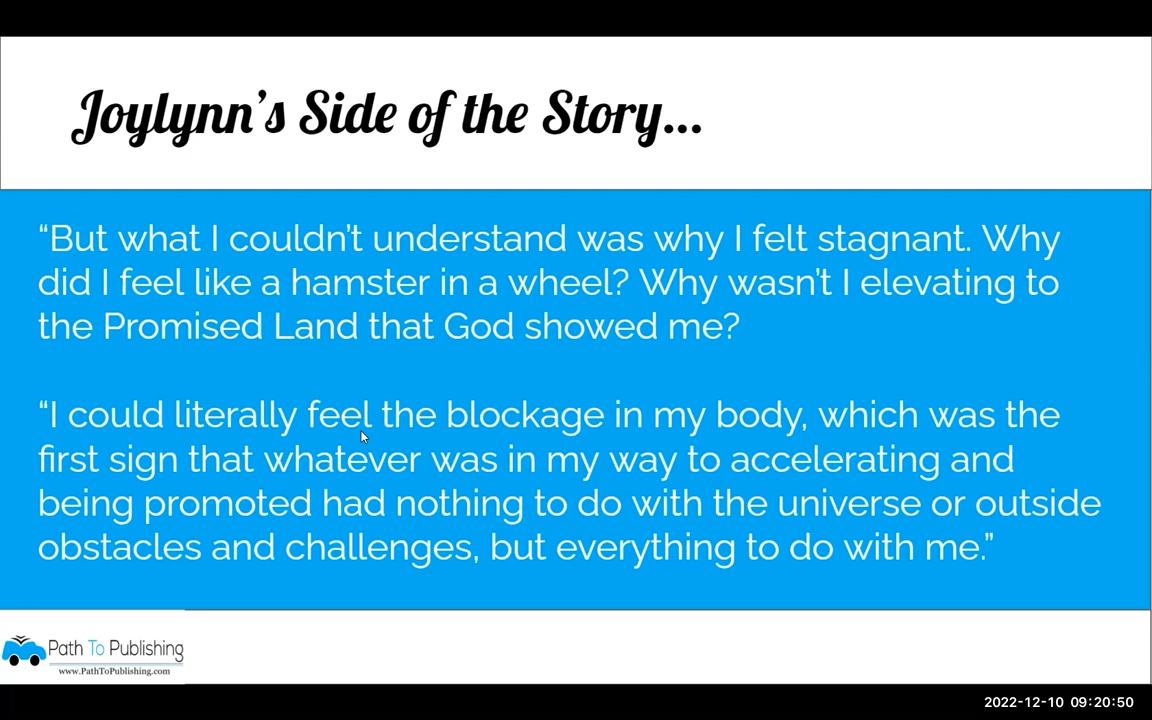 Joylynn’s Side of the Story...
“But what I couldn’t understand was why I felt stagnant. Why
did I feel like a hamster in a wheel? Why wasn’t I elevating to
the Promised Land that God showed me?
“I could literally feel the blockage in my body, which was the
first sign that whatever was in my way to accelerating and
being promoted had nothing to do with the universe or outside
obstacles and challenges, but everything to do with me.”
Path To Publishing
www.PathToPublishing.com
2022-12-10 09:20:50